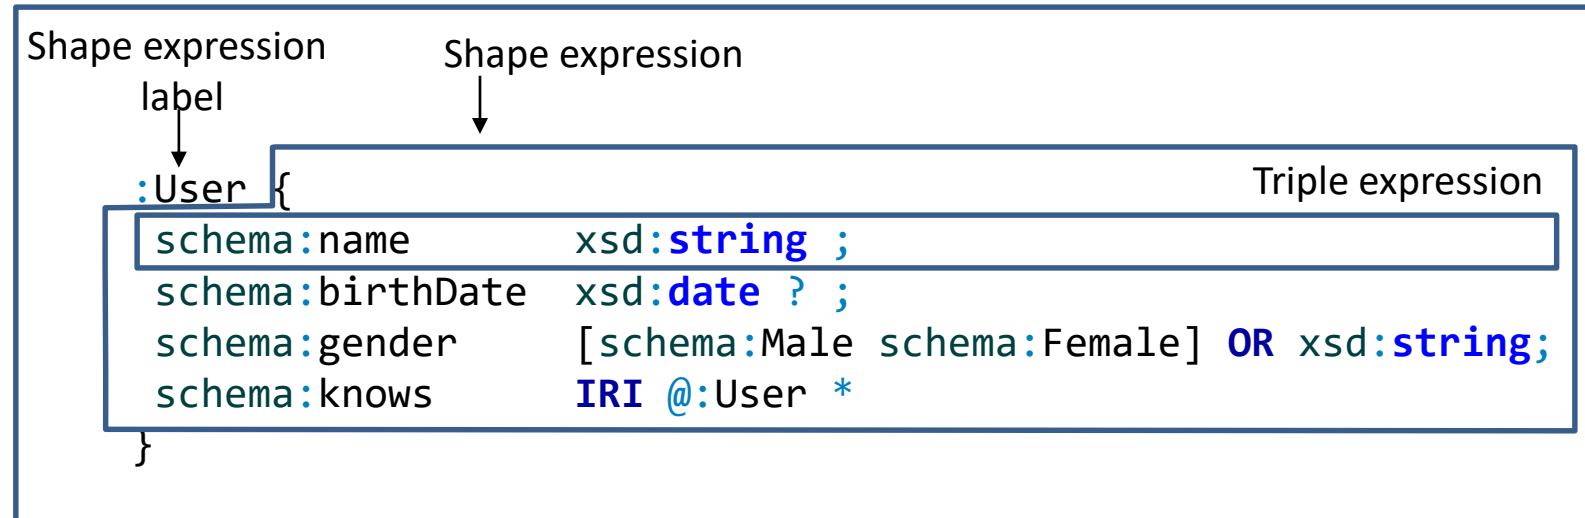 Shape expression label
Shape expression
:User {
Triple expression
schema:name xsd:string ;
schema:birthDate xsd:date ? ;
schema:gender [schema:Male schema:Female] OR xsd:string;
schema:knows IRI @:User *
}